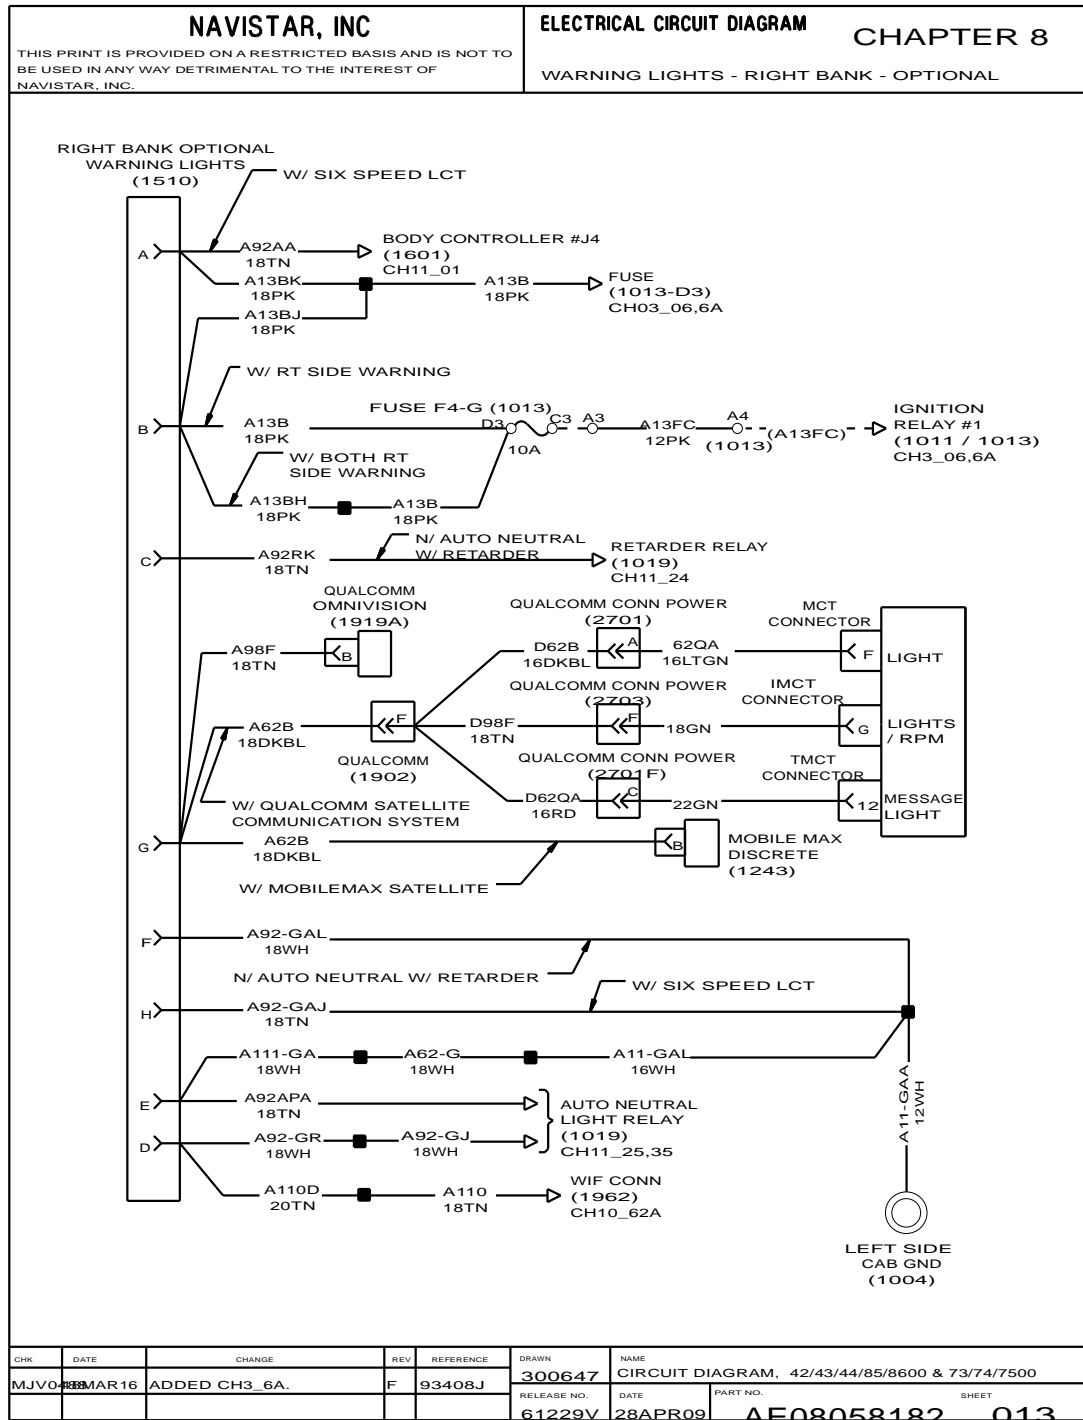 NAVISTAR, INC
THIS PRINT IS PROVIDED ON A RESTRICTED BASIS AND IS NOT TO
BE USED IN ANY WAY DETRIMENTAL TO THE INTEREST OF
NAVISTAR, INC.
ELECTRICAL CIRCUIT DIAGRAM
CHAPTER 8
WARNING LIGHTS - RIGHT BANK - OPTIONAL
RIGHT BANK OPTIONAL
WARNING LIGHTS
(1510)
W/ SIX SPEED LCT
A
A92AA
18TN
BODY CONTROLLER #J4
(1601)
CH11_01
A13BK
18PK
A13B
18PK
FUSE
(1013-D3)
CH03_06,6A
A13BJ
18PK
W/ RT SIDE WARNING
B
A13B
18PK
FUSE F4-G (1013)
D3
10A
C3
A3
A13FC
12PK
A4
(1013)
(A13FC)
IGNITION
RELAY #1
(1011 / 1013)
CH3_06,6A
W/ BOTH RT
SIDE WARNING
A13BH
18PK
A13B
18PK
C
A92RK
18TN
N/ AUTO NEUTRAL
W/ RETARDER
RETARDER RELAY
(1019)
CH11_24
QUALCOMM
OMNIVISION
(1919A)
A98F
18TN
B
QUALCOMM CONN POWER
(2701)
D62B
16DKBL
A
62QA
16LTGN
MCT
CONNECTOR
F
LIGHT
A62B
18DKBL
F
QUALCOMM
(1902)
QUALCOMM CONN POWER
(2703)
D98F
18TN
F
18GN
IMCT
CONNECTOR
G
LIGHTS
/ RPM
QUALCOMM CONN POWER
(2701F)
D62QA
16RD
C
22GN
TMCT
CONNECTOR
12
MESSAGE
LIGHT
W/ QUALCOMM SATELLITE
COMMUNICATION SYSTEM
G
A62B
18DKBL
B
MOBILE MAX
DISCRETE
(1243)
W/ MOBILEMAX SATELLITE
F
A92-GAL
18WH
N/ AUTO NEUTRAL W/ RETARDER
H
A92-GAJ
18TN
W/ SIX SPEED LCT
A111-GA
18WH
A62-G
18WH
A11-GAL
16WH
A11-GAA
12WH
E
A92APA
18TN
AUTO NEUTRAL
LIGHT RELAY
(1019)
CH11_25,35
D
A92-GR
18WH
A92-GJ
18WH
A110D
20TN
A110
18TN
WIF CONN
(1962)
CH10_62A
LEFT SIDE
CAB GND
(1004)
CHK DATE CHANGE REV REFERENCE
ADDED CH3_6A. F 93408J
DRAWN
300647
NAME
CIRCUIT DIAGRAM, 42/43/44/85/8600 & 73/74/7500
RELEASE NO.
61229V
DATE
28APR09
PART NO.
AE08058182
SHEET
013